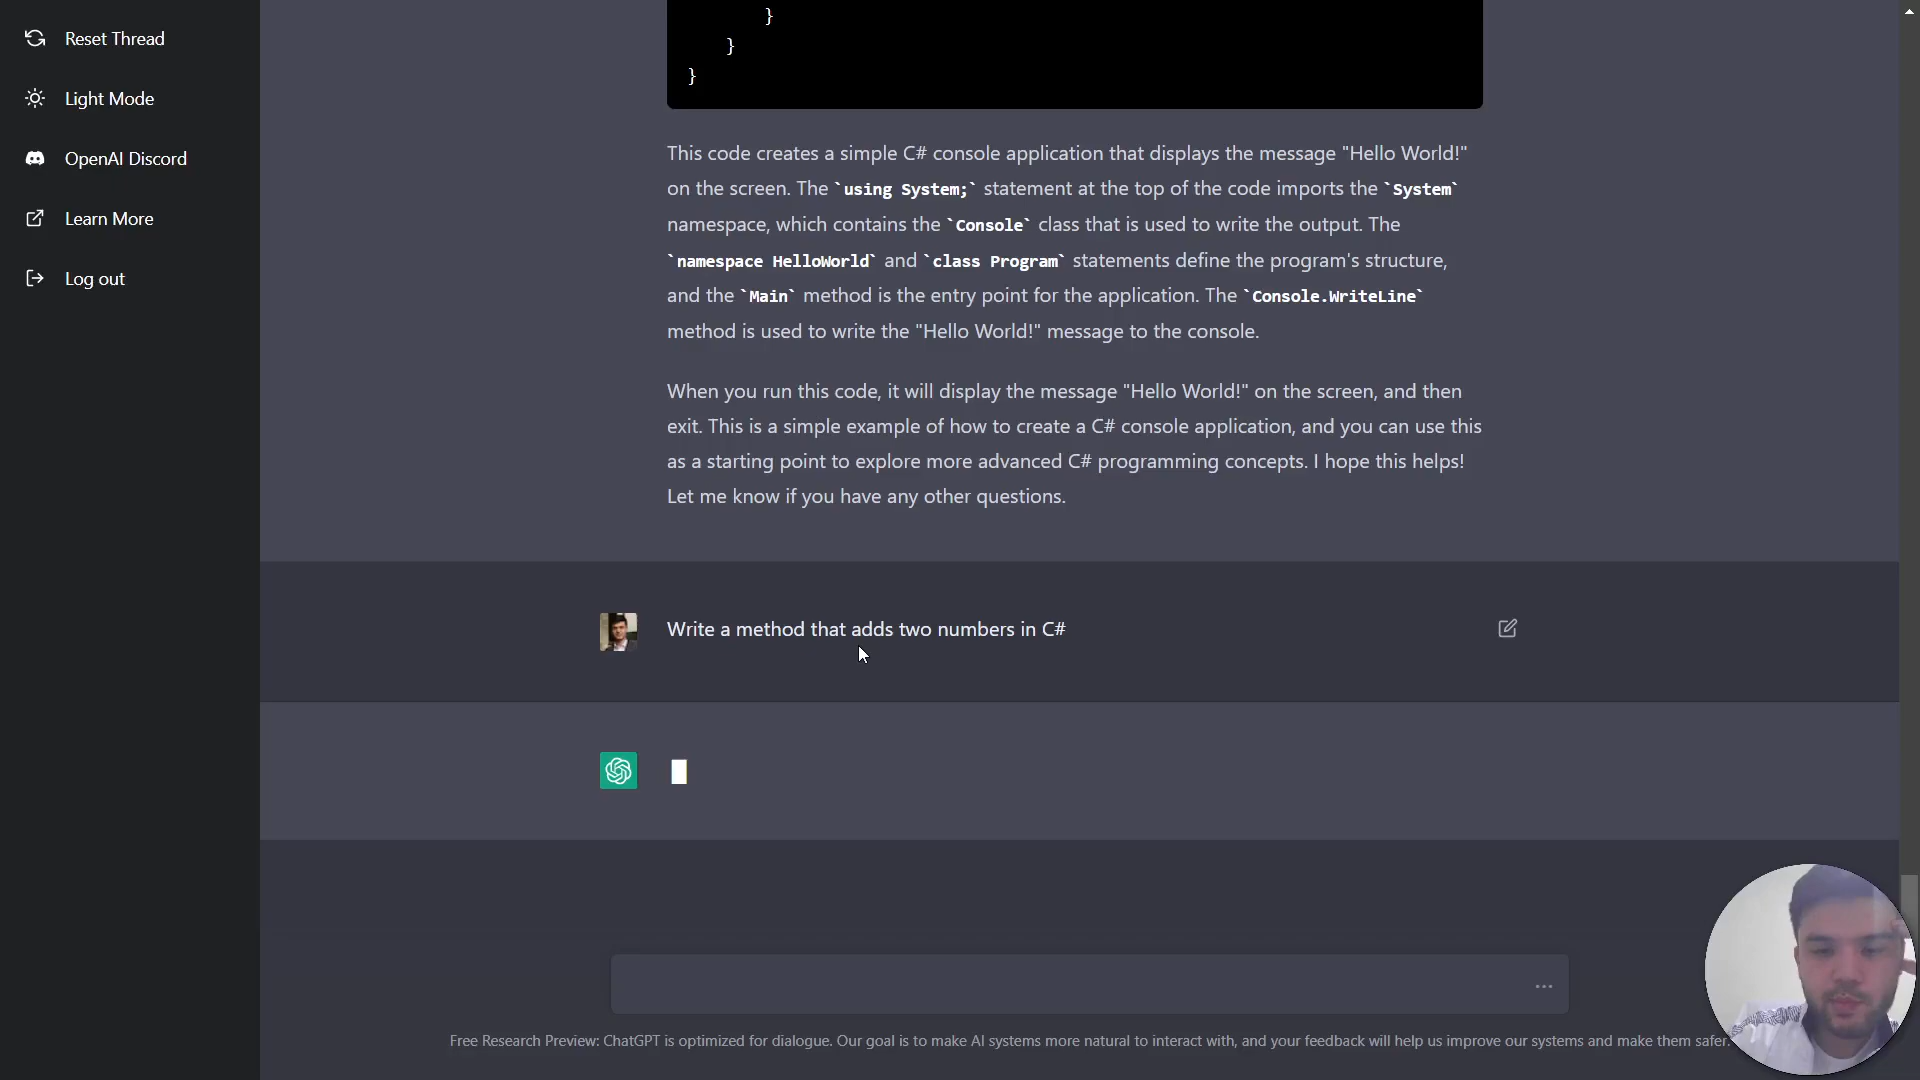 Reset Thread
Light Mode
OpenAI Discord
Learn More
Log out
}
}
}
This code creates a simple C# console application that displays the message "Hello World!"
on the screen. The `using System;` statement at the top of the code imports the `System`
namespace, which contains the `Console` class that is used to write the output. The
`namespace HelloWorld` and `class Program` statements define the program's structure,
and the `Main` method is the entry point for the application. The `Console.WriteLine`
method is used to write the "Hello World!" message to the console.
When you run this code, it will display the message "Hello World!" on the screen, and then
exit. This is a simple example of how to create a C# console application, and you can use this
as a starting point to explore more advanced C# programming concepts. I hope this helps!
Let me know if you have any other questions.
Write a method that adds two numbers in C#
Free Research Preview: ChatGPT is optimized for dialogue. Our goal is to make AI systems more natural to interact with, and your feedback will help us improve our systems and make them safer.